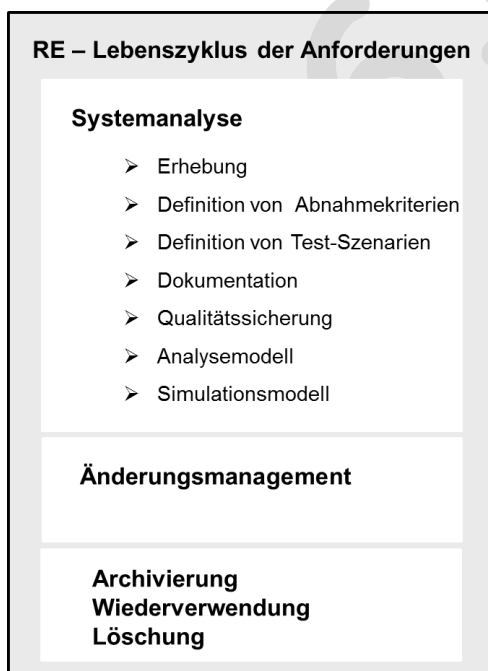 RE – Lebenszyklus der Anforderungen
Systemanalyse
➢ Erhebung
➢ Definition von Abnahmekriterien
➢ Definition von Test-Szenarien
➢ Dokumentation
➢ Qualitätssicherung
➢ Analysemodell
➢ Simulationsmodell
Änderungsmanagement
Archivierung
Wiederverwendung
Löschung